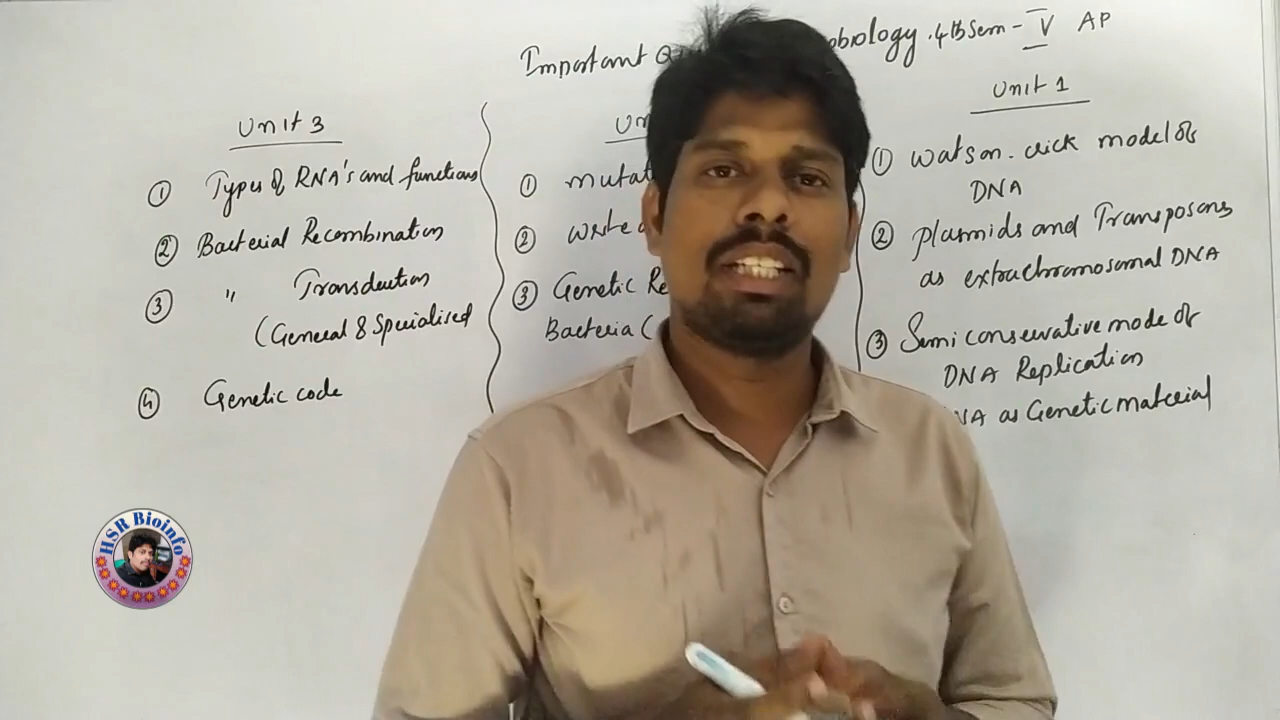 Important Q obiology . 4th Sem - V AP
Unit 3
① Types of RNA's and functions
② Bacterial Recombination
③ " Transduction
(General & Specialised
④ Genetic code
Un
① mutat
② write
③ Genetic Re
Bacteria (
Unit 1
① Watson. crick model of
DNA
② plasmids and Transposons
as extrachromosomal DNA
③ Semi conservative mode of
DNA Replication
NA as Genetic material
HSR Bioinfo